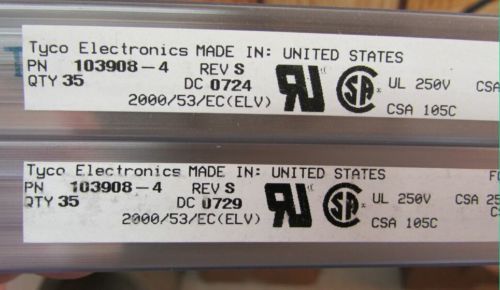 Tyco Electronics MADE IN: UNITED STATES
PN 103908-4 REV S
QTY 35 DC 0724 UL 250V CSA
2000/53/EC(ELV) CSA 105C
Tyco Electronics MADE IN: UNITED STATES
PN 103908-4 REV S
QTY 35 DC 0729 UL 250V CSA
2000/53/EC(ELV) CSA 105C